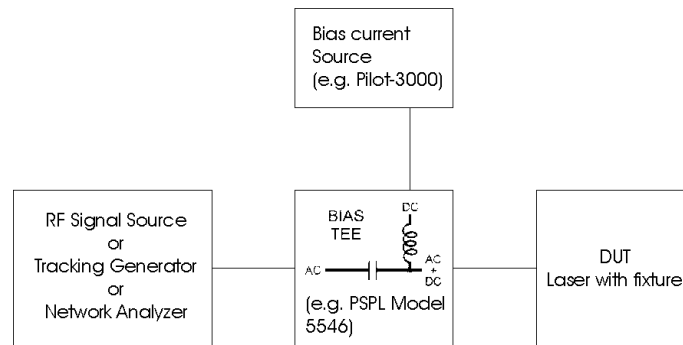 Bias current
Source
(e.g. Pilot-3000)
RF Signal Source
or
Tracking Generator
or
Network Analyzer
BIAS
TEE
DC
AC
AC
+
DC
(e.g. PSPL Model
5546)
DUT
Laser with fixture